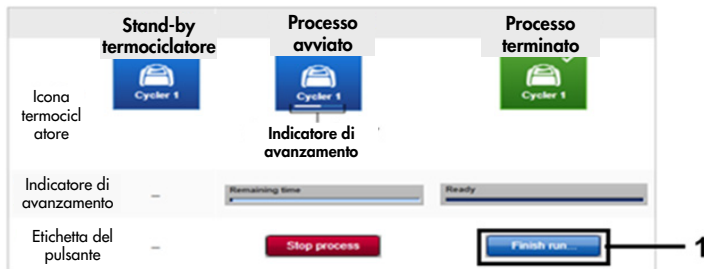 Stand-by
termociclatore
Processo
avviato
Processo
terminato
Icona
termocicl
atore
Cycler 1
Cycler 1
Cycler 1
Indicatore di
avanzamento
Indicatore di
avanzamento
–
Remaining time
Ready
Etichetta del
pulsante
–
Stop process
Finish run...
1